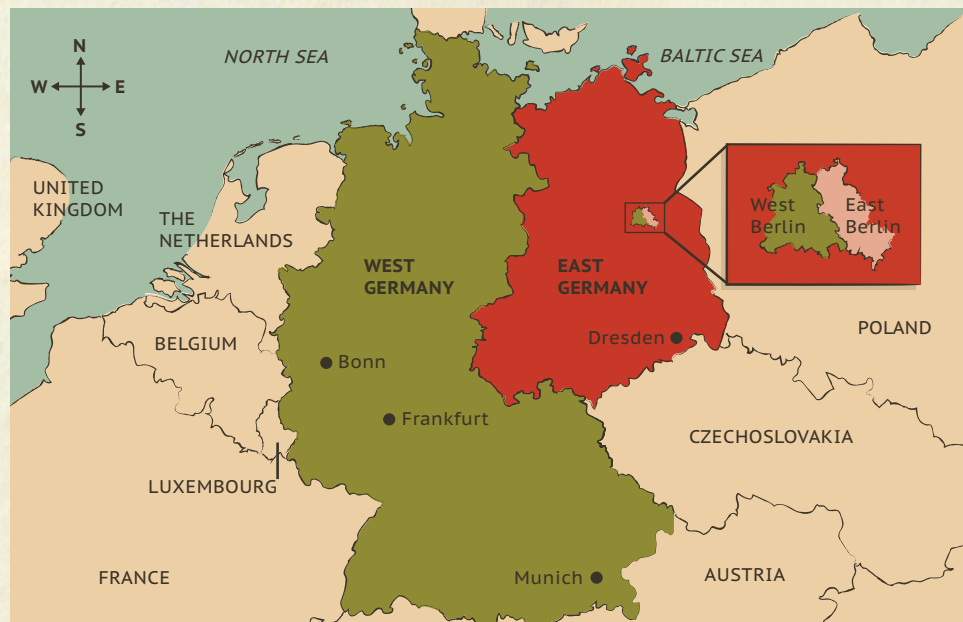 NORTH SEA
BALTIC SEA
N
W
E
S
UNITED
KINGDOM
THE
NETHERLANDS
West
Berlin
East
Berlin
WEST
GERMANY
EAST
GERMANY
POLAND
Dresden
BELGIUM
Bonn
Frankfurt
CZECHOSLOVAKIA
LUXEMBOURG
FRANCE
Munich
AUSTRIA